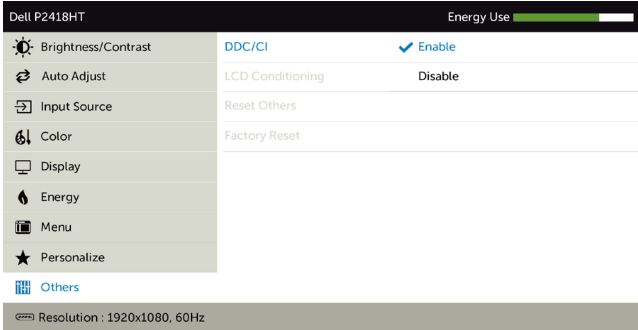 Dell P2418HT Energy Use
Brightness/Contrast DDC/CI Enable
Auto Adjust LCD Conditioning Disable
Input Source Reset Others
Color Factory Reset
Display
Energy
Menu
Personalize
Others
Resolution : 1920x1080, 60Hz